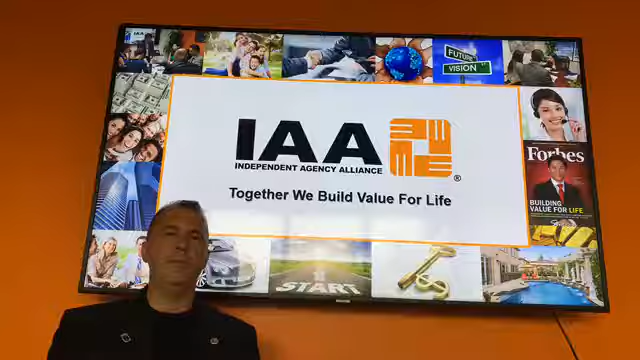 FUTURE
VISION
IAA
INDEPENDENT AGENCY ALLIANCE
®
Together We Build Value For Life
Forbes
BUILDING
VALUE FOR LIFE
START